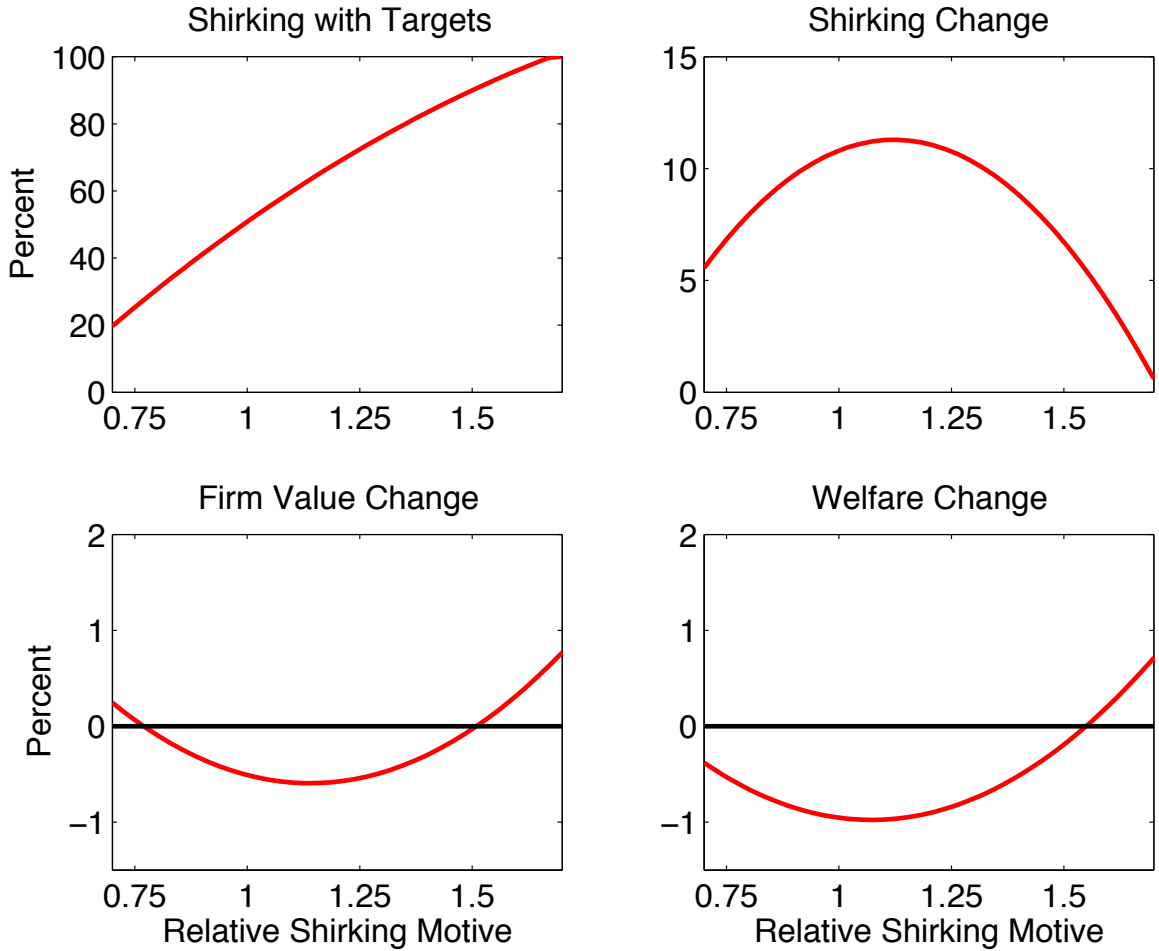 Shirking with Targets
Percent
100
80
60
40
20
0
0.75 1 1.25 1.5
Shirking Change
15
10
5
0
0.75 1 1.25 1.5
Firm Value Change
Percent
2
1
0
−1
0.75 1 1.25 1.5
Relative Shirking Motive
Welfare Change
2
1
0
−1
0.75 1 1.25 1.5
Relative Shirking Motive